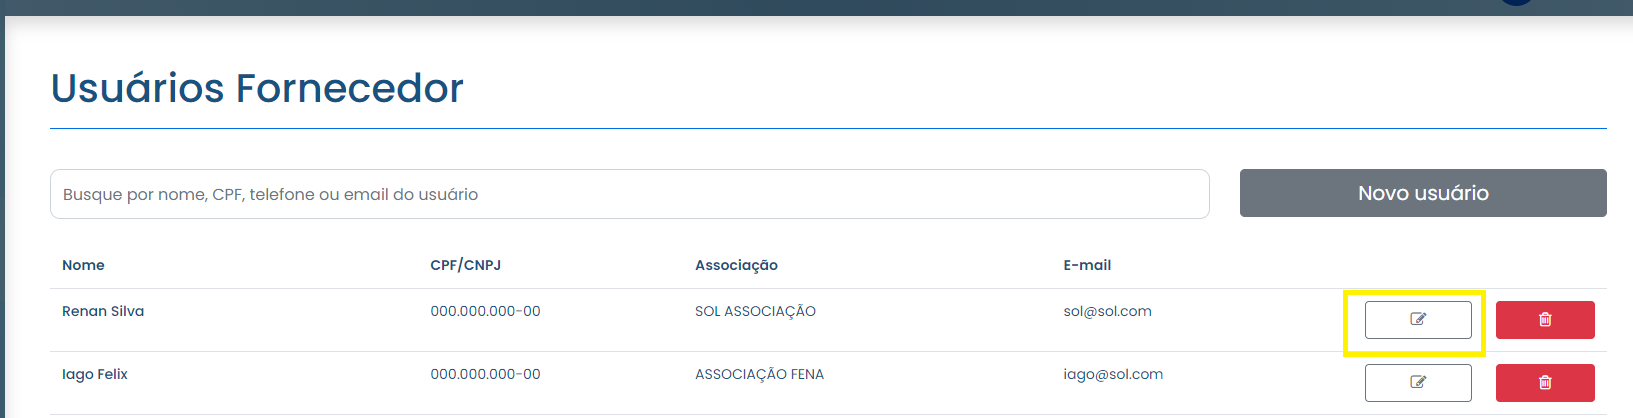 Usuários Fornecedor
Busque por nome, CPF, telefone ou email do usuário
Novo usuário
Nome CPF/CNPJ Associação E-mail
Renan Silva 000.000.000-00 SOL ASSOCIAÇÃO sol@sol.com
Iago Felix 000.000.000-00 ASSOCIAÇÃO FENA iago@sol.com